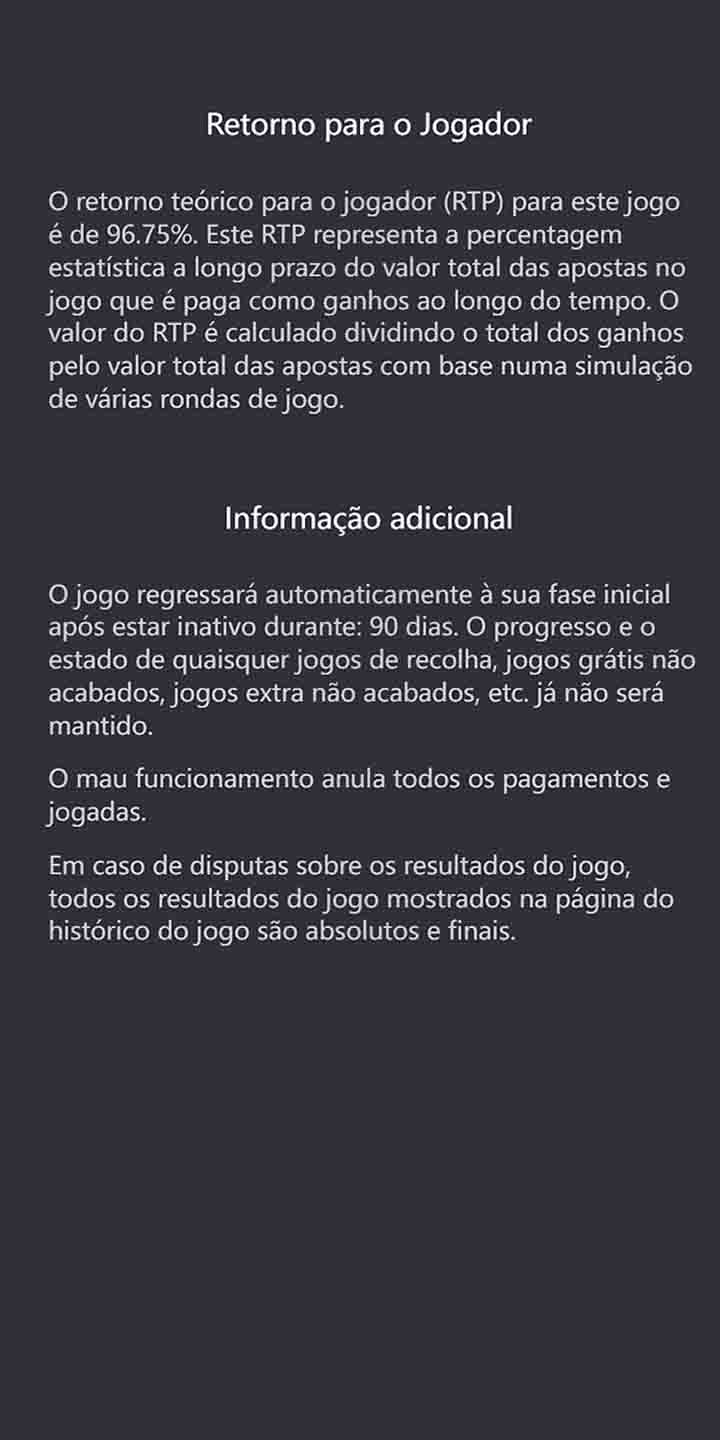 Retorno para o Jogador
O retorno teórico para o jogador (RTP) para este jogo
é de 96.75%. Este RTP representa a percentagem
estatística a longo prazo do valor total das apostas no
jogo que é paga como ganhos ao longo do tempo. O
valor do RTP é calculado dividindo o total dos ganhos
pelo valor total das apostas com base numa simulação
de várias rondas de jogo.
Informação adicional
O jogo regressará automaticamente à sua fase inicial
após estar inativo durante: 90 dias. O progresso e o
estado de quaisquer jogos de recolha, jogos grátis não
acabados, jogos extra não acabados, etc. já não será
mantido.
O mau funcionamento anula todos os pagamentos e
jogadas.
Em caso de disputas sobre os resultados do jogo,
todos os resultados do jogo mostrados na página do
histórico do jogo são absolutos e finais.